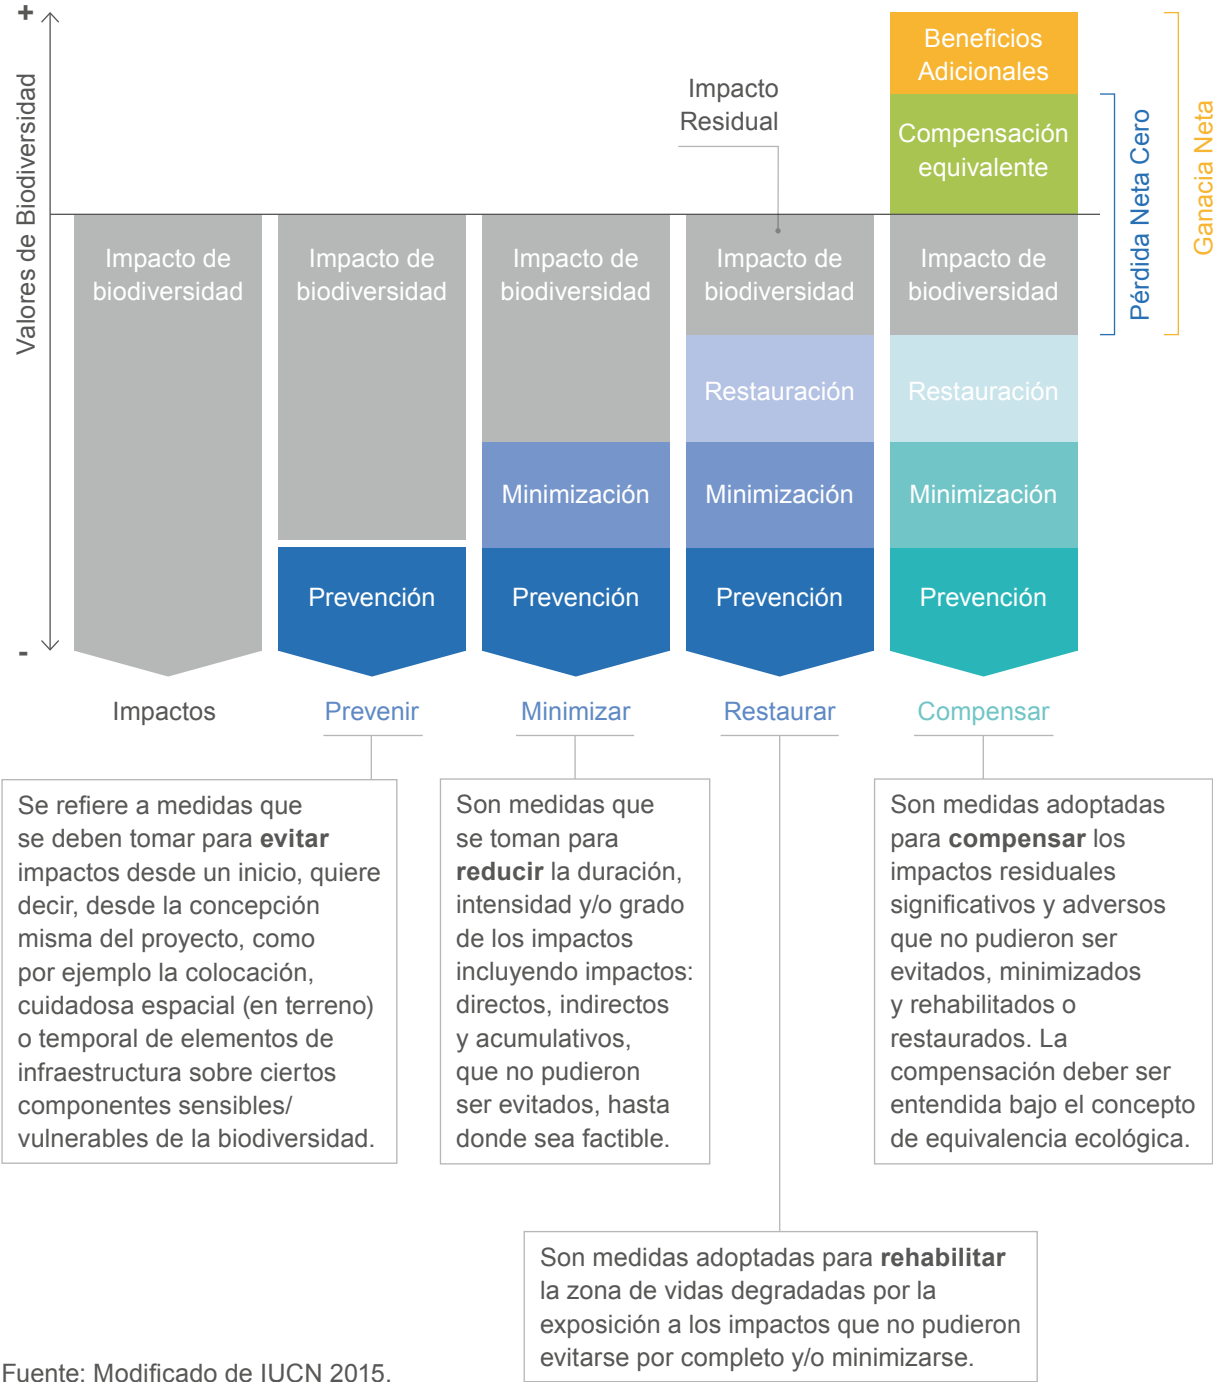 +
Valores de Biodiversidad
-
Impacto
Residual
Beneficios
Adicionales
Compensación
equivalente
Pérdida Neta Cero
Ganacia Neta
Impacto de
biodiversidad
Impacto de
biodiversidad
Impacto de
biodiversidad
Impacto de
biodiversidad
Impacto de
biodiversidad
Restauración
Restauración
Minimización
Minimización
Minimización
Prevención
Prevención
Prevención
Prevención
Impactos
Prevenir
Minimizar
Restaurar
Compensar
Se refiere a medidas que
se deben tomar para evitar
impactos desde un inicio, quiere
decir, desde la concepción
misma del proyecto, como
por ejemplo la colocación,
cuidadosa espacial (en terreno)
o temporal de elementos de
infraestructura sobre ciertos
componentes sensibles/
vulnerables de la biodiversidad.
Son medidas que
se toman para
reducir la duración,
intensidad y/o grado
de los impactos
incluyendo impactos:
directos, indirectos
y acumulativos,
que no pudieron
ser evitados, hasta
donde sea factible.
Son medidas adoptadas
para compensar los
impactos residuales
significativos y adversos
que no pudieron ser
evitados, minimizados
y rehabilitados o
restaurados. La
compensación deber ser
entendida bajo el concepto
de equivalencia ecológica.
Son medidas adoptadas para rehabilitar
la zona de vidas degradadas por la
exposición a los impactos que no pudieron
evitarse por completo y/o minimizarse.
Fuente: Modificado de IUCN 2015.